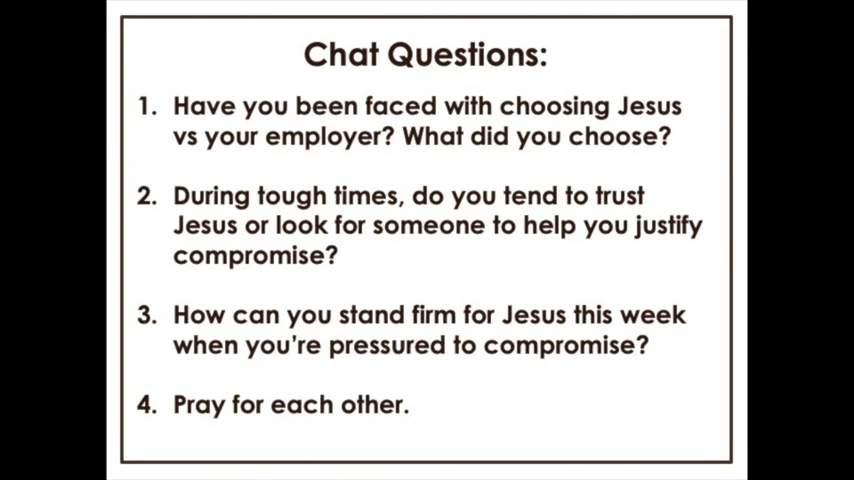 Chat Questions:
1. Have you been faced with choosing Jesus
vs your employer? What did you choose?
2. During tough times, do you tend to trust
Jesus or look for someone to help you justify
compromise?
3. How can you stand firm for Jesus this week
when you're pressured to compromise?
4. Pray for each other.